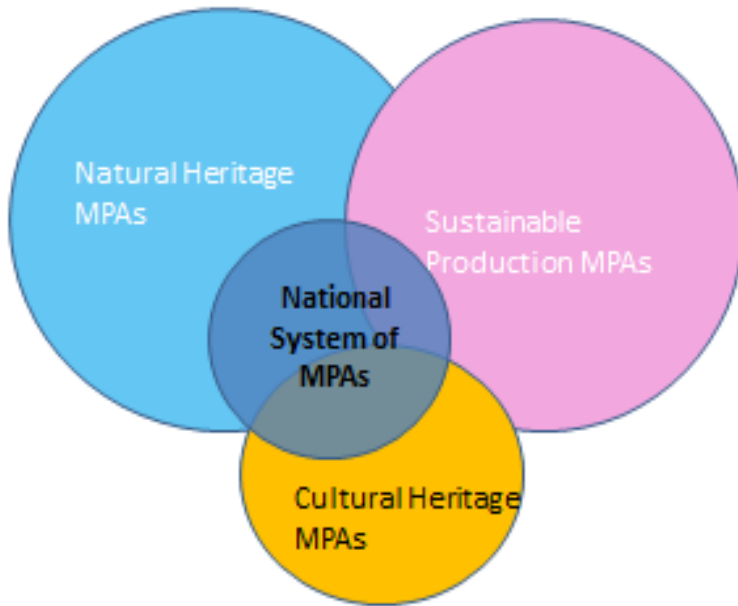 Natural Heritage
MPAs
Sustainable
Production MPAs
National
System of
MPAs
Cultural Heritage
MPAs